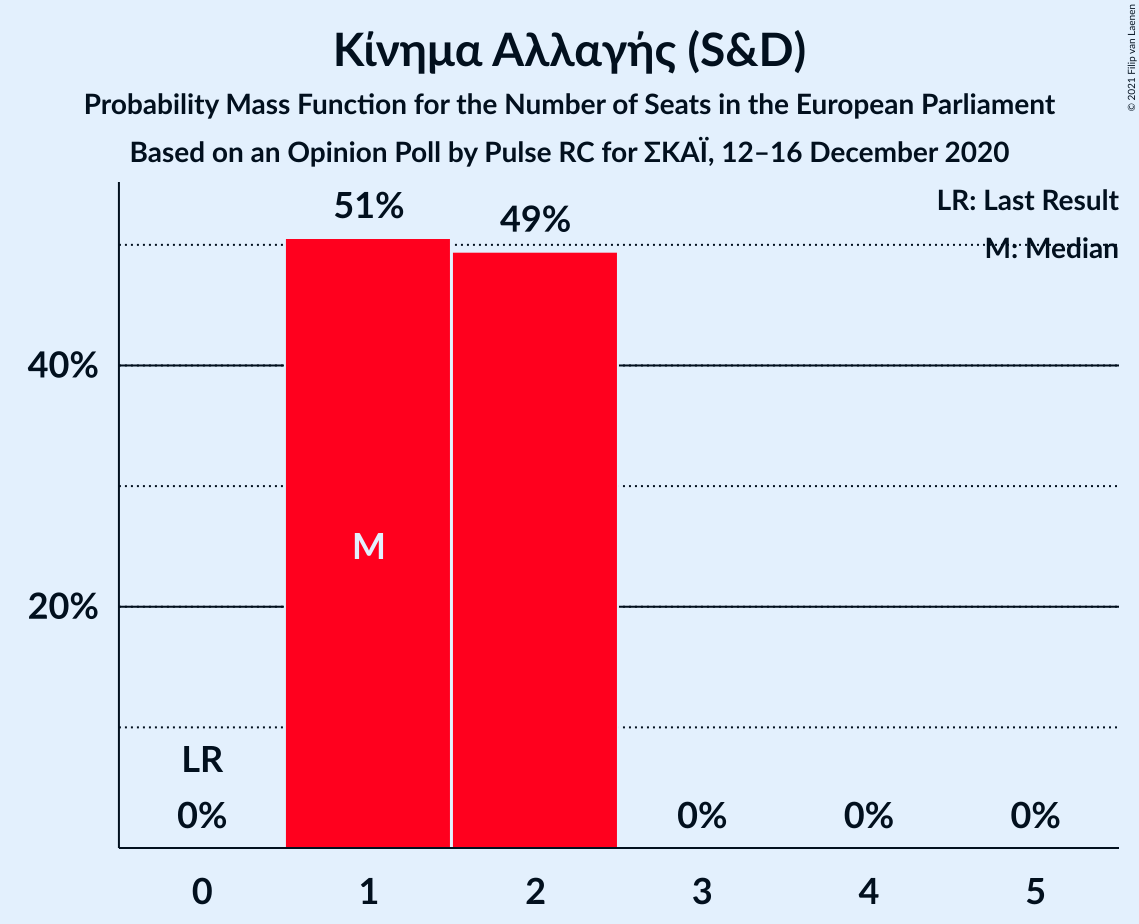 Κίνημα Αλλαγής (S&D)
Probability Mass Function for the Number of Seats in the European Parliament
Based on an Opinion Poll by Pulse RC for ΣΚΑΪ, 12–16 December 2020
© 2021 Filip van Laenen
LR: Last Result
M: Median
51%
49%
40%
20%
M
LR
0%
0%
0%
0%
0
1
2
3
4
5